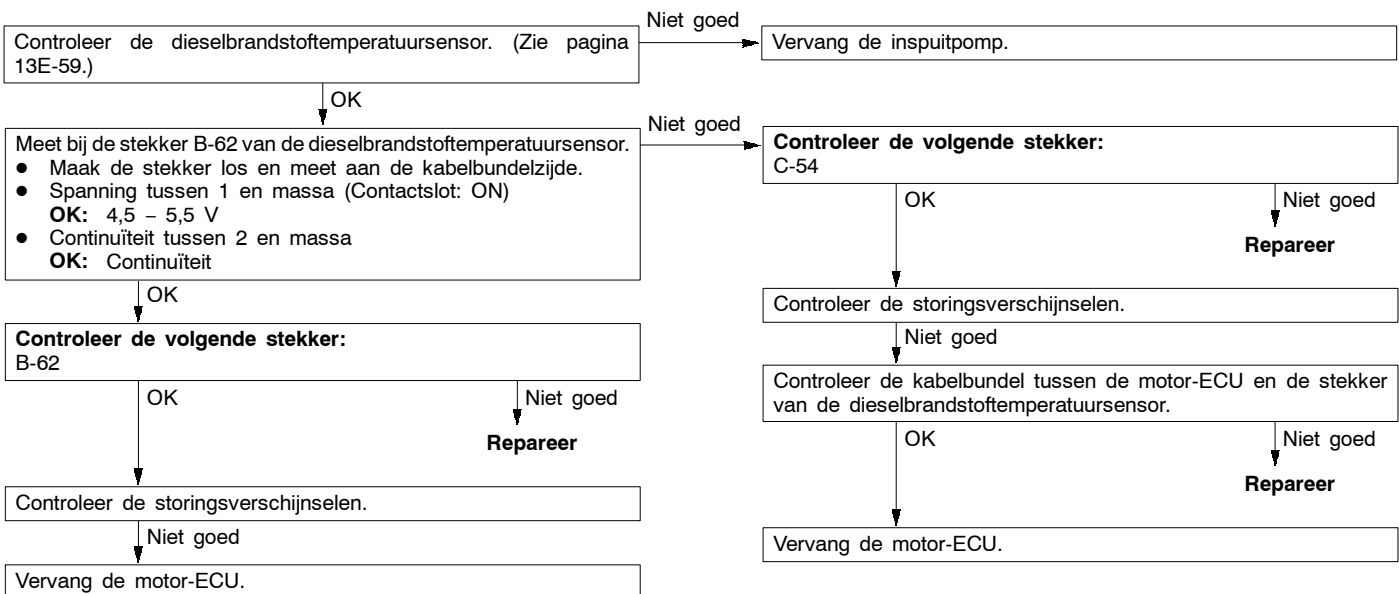 Controleer de dieselbrandstoftemperatuursensor. (Zie pagina
13E-59.)
Niet goed
Vervang de inspuitpomp.
OK
Meet bij de stekker B-62 van de dieselbrandstoftemperatuursensor.
● Maak de stekker los en meet aan de kabelbundelzijde.
● Spanning tussen 1 en massa (Contactslot: ON)
OK: 4,5 – 5,5 V
● Continuïteit tussen 2 en massa
OK: Continuïteit
Niet goed
Controleer de volgende stekker:
C-54
OK
Niet goed
Repareer
Controleer de storingsverschijnselen.
Niet goed
Controleer de kabelbundel tussen de motor-ECU en de stekker
van de dieselbrandstoftemperatuursensor.
OK
Niet goed
Repareer
Vervang de motor-ECU.
OK
Controleer de volgende stekker:
B-62
OK
Niet goed
Repareer
Controleer de storingsverschijnselen.
Niet goed
Vervang de motor-ECU.